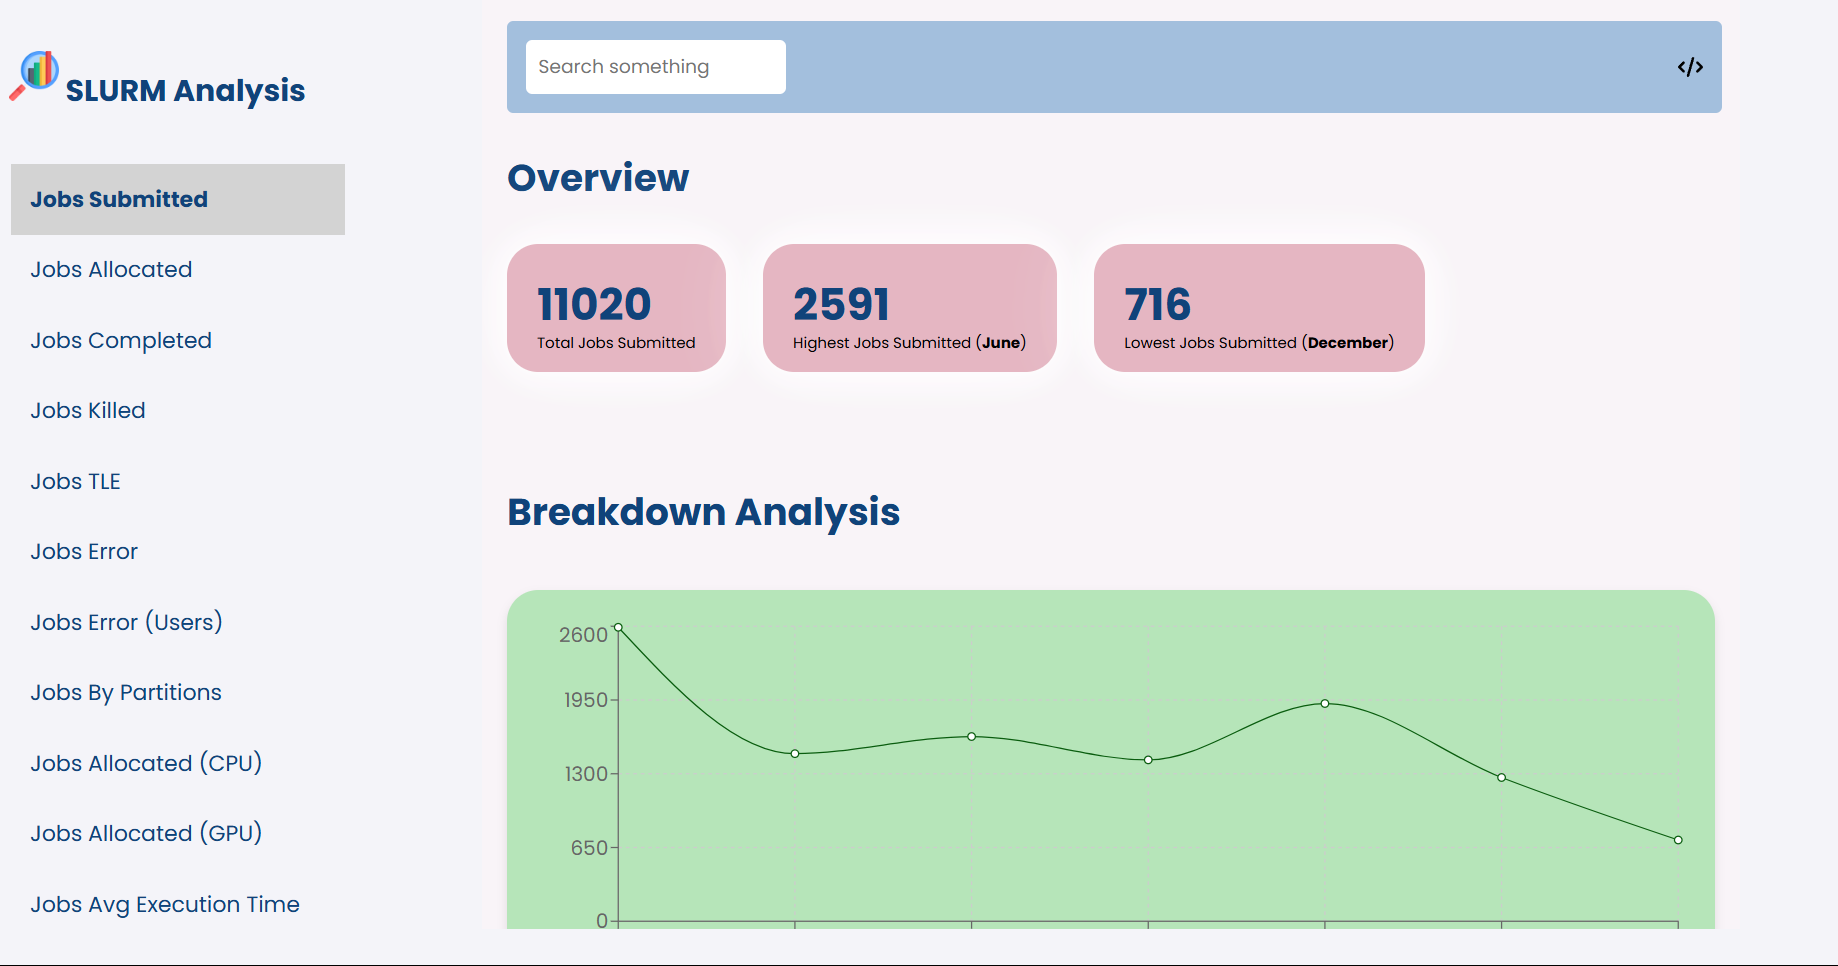 SLURM Analysis
Jobs Submitted
Jobs Allocated
Jobs Completed
Jobs Killed
Jobs TLE
Jobs Error
Jobs Error (Users)
Jobs By Partitions
Jobs Allocated (CPU)
Jobs Allocated (GPU)
Jobs Avg Execution Time
Search something
</>
Overview
11020
Total Jobs Submitted
2591
Highest Jobs Submitted (June)
716
Lowest Jobs Submitted (December)
Breakdown Analysis
2600
1950
1300
650
0